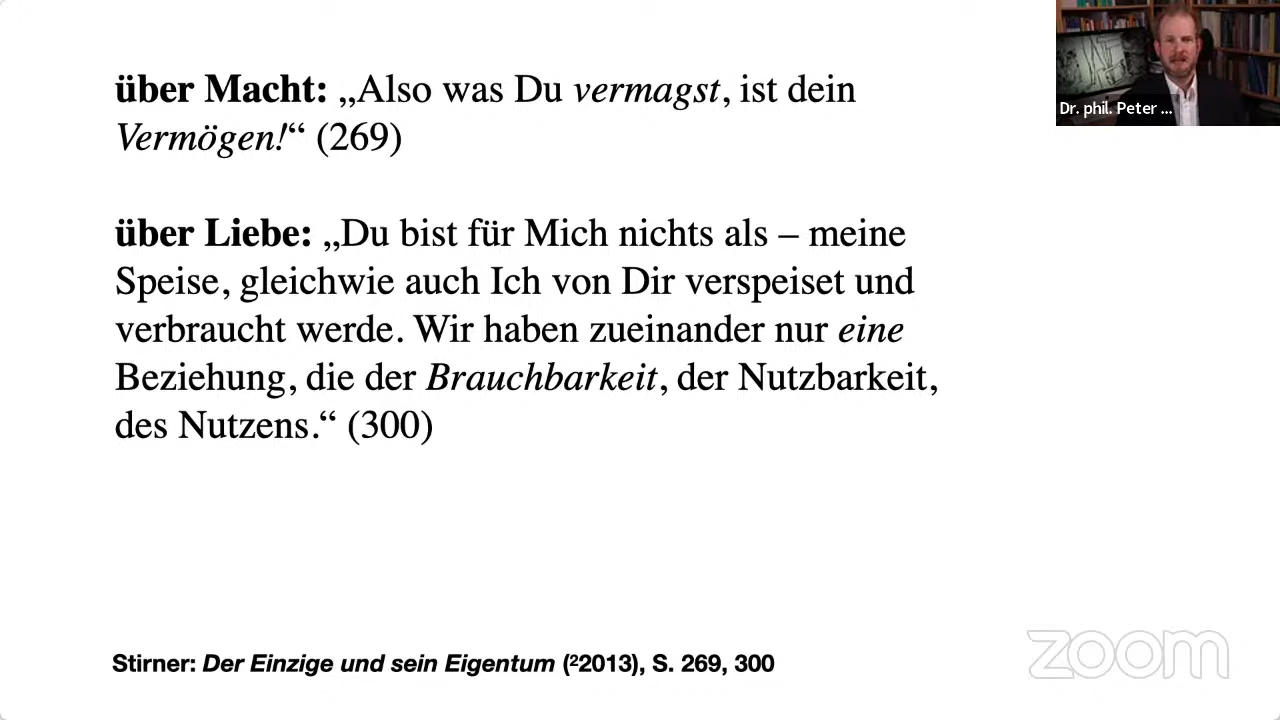 über Macht: „Also was Du vermagst, ist dein
Vermögen!“ (269)
über Liebe: „Du bist für Mich nichts als – meine
Speise, gleichwie auch Ich von Dir verspeiset und
verbraucht werde. Wir haben zueinander nur eine
Beziehung, die der Brauchbarkeit, der Nutzbarkeit,
des Nutzens.“ (300)
Stirner: Der Einzige und sein Eigentum (²2013), S. 269, 300
Dr. phil. Peter ...
zoom